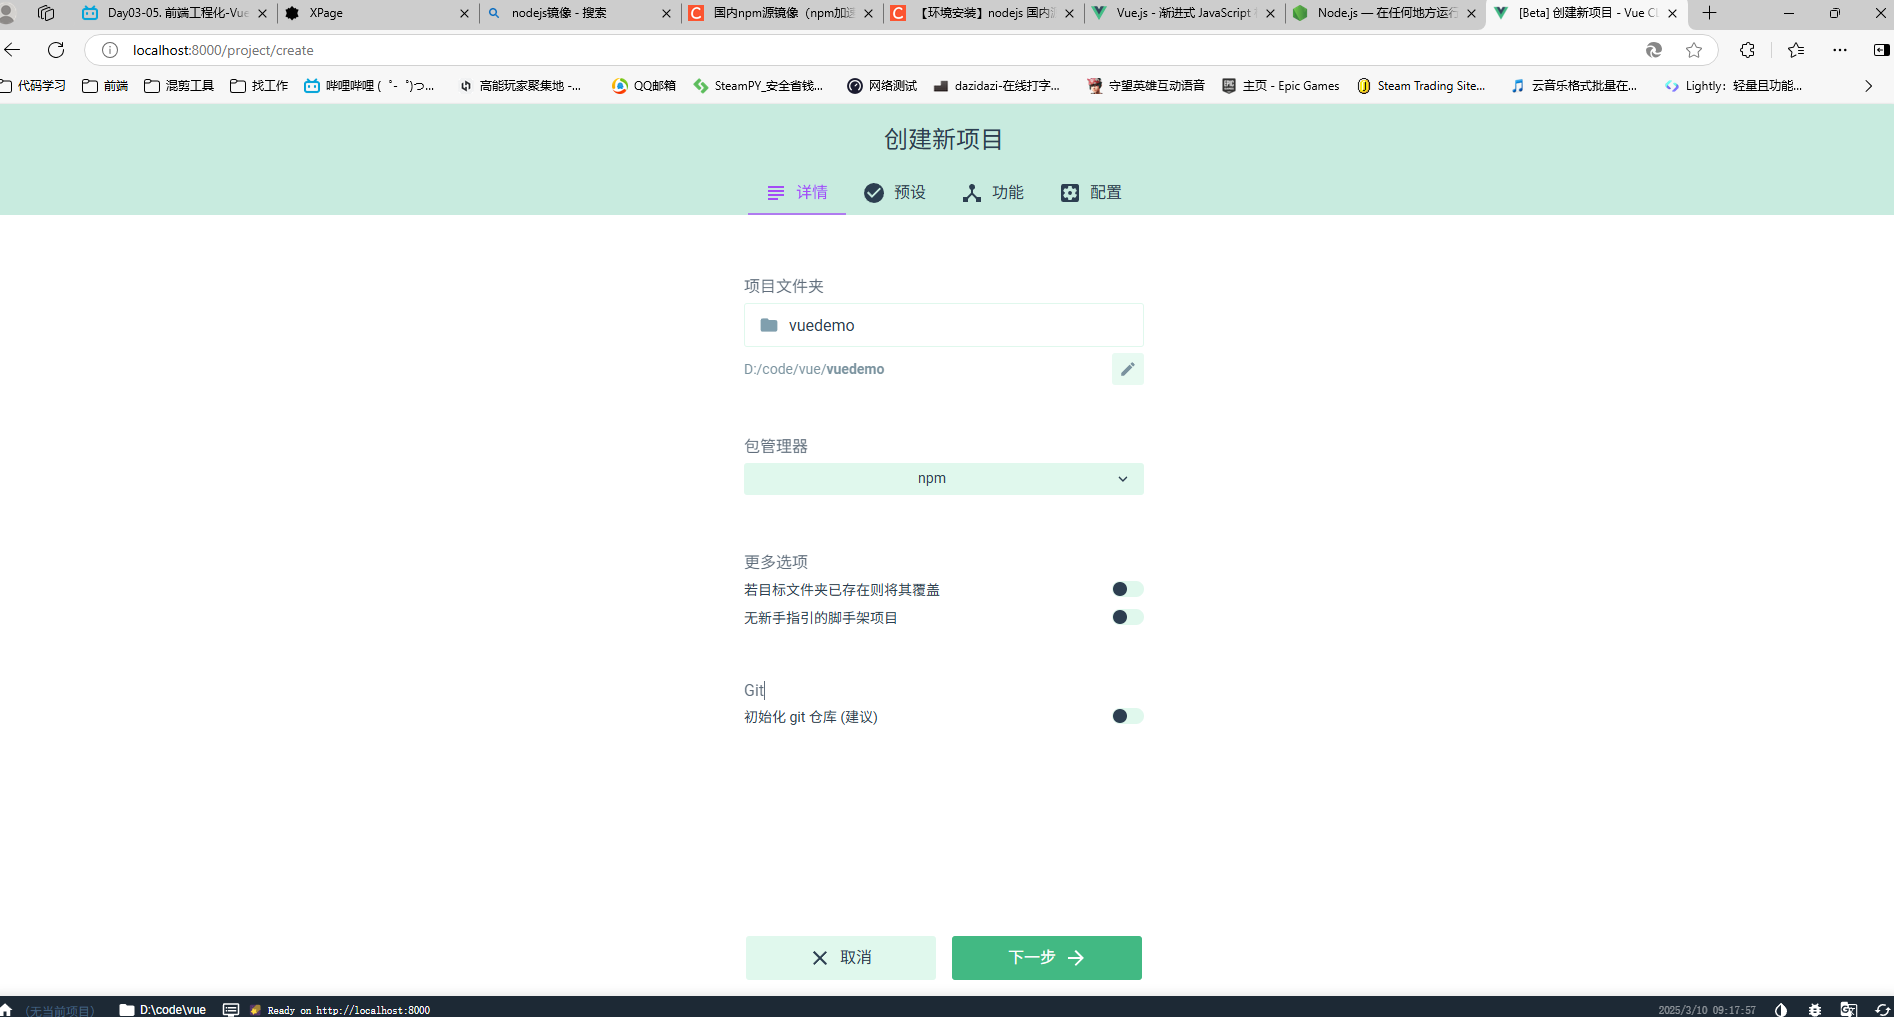 Day03-05. 前端工程化-Vue
XPage
nodejs镜像 - 搜索
国内npm源镜像（npm加速
【环境安装】nodejs 国内
Vue.js - 渐进式 JavaScript
Node.js — 在任何地方运行
[Beta] 创建新项目 - Vue CL
localhost:8000/project/create
代码学习
前端
混剪工具
找工作
哔哩哔哩 (゜-゜)つ...
高能玩家聚集地 -...
QQ邮箱
SteamPY_安全省钱...
网络测试
dazidazi-在线打字...
守望英雄互动语音
主页 - Epic Games
Steam Trading Site...
云音乐格式批量在...
Lightly：轻量且功能...
创建新项目
详情
预设
功能
配置
项目文件夹
vuedemo
D:/code/vue/vuedemo
包管理器
npm
更多选项
若目标文件夹已存在则将其覆盖
无新手指引的脚手架项目
Git
初始化 git 仓库 (建议)
取消
下一步
(无当前项目)
D:\code\vue
Ready on http://localhost:8000
2025/3/10 09:17:57